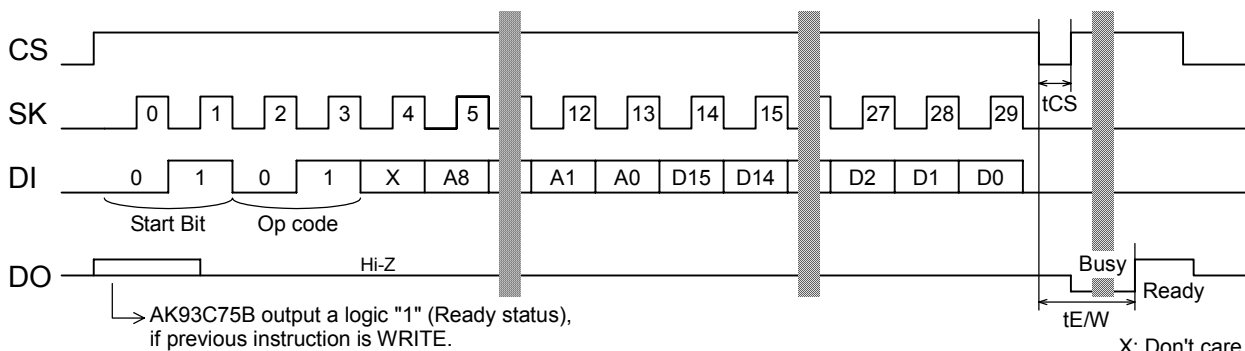 CS
tCS
SK 0 1 2 3 4 5 12 13 14 15 27 28 29
DI 0 1 0 1 X A8 A1 A0 D15 D14 D2 D1 D0
Start Bit Op code
DO Hi-Z Busy Ready
AK93C75B output a logic "1" (Ready status),
if previous instruction is WRITE.
tE/W
X: Don't care